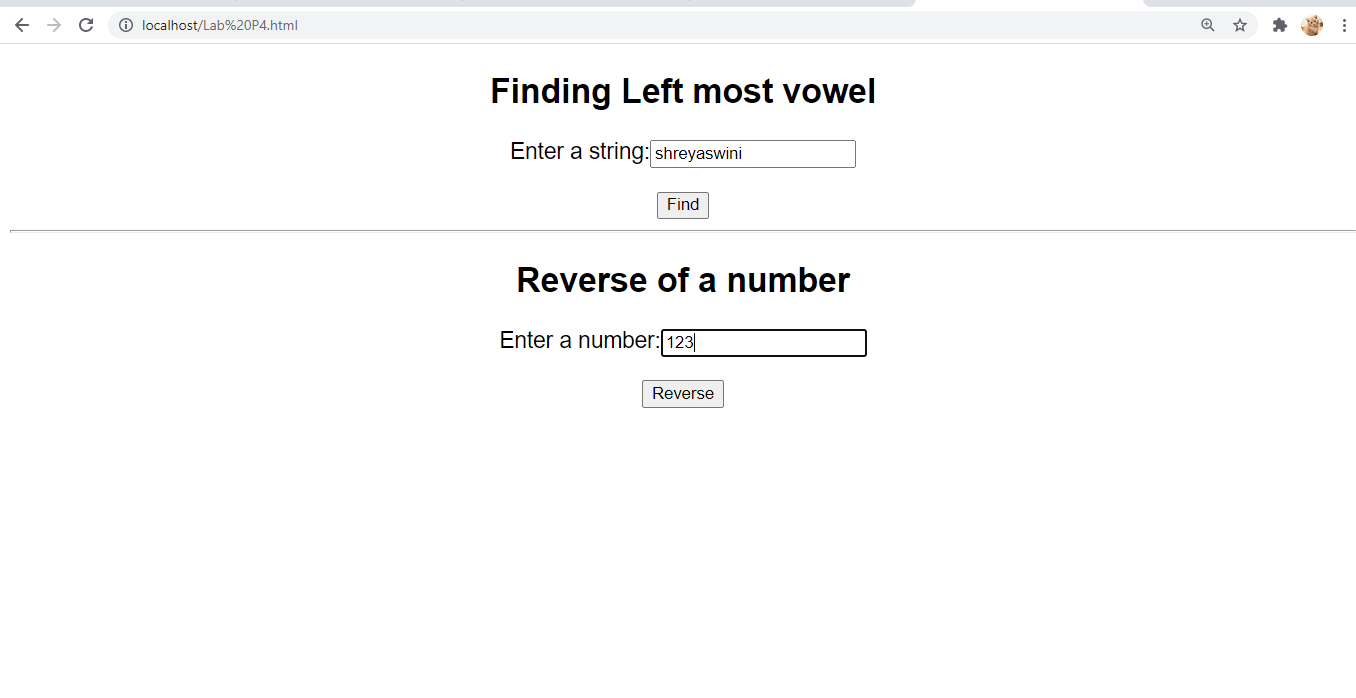 localhost/Lab%20P4.html
Finding Left most vowel
Enter a string: shreyaswini
Find
Reverse of a number
Enter a number: 123
Reverse